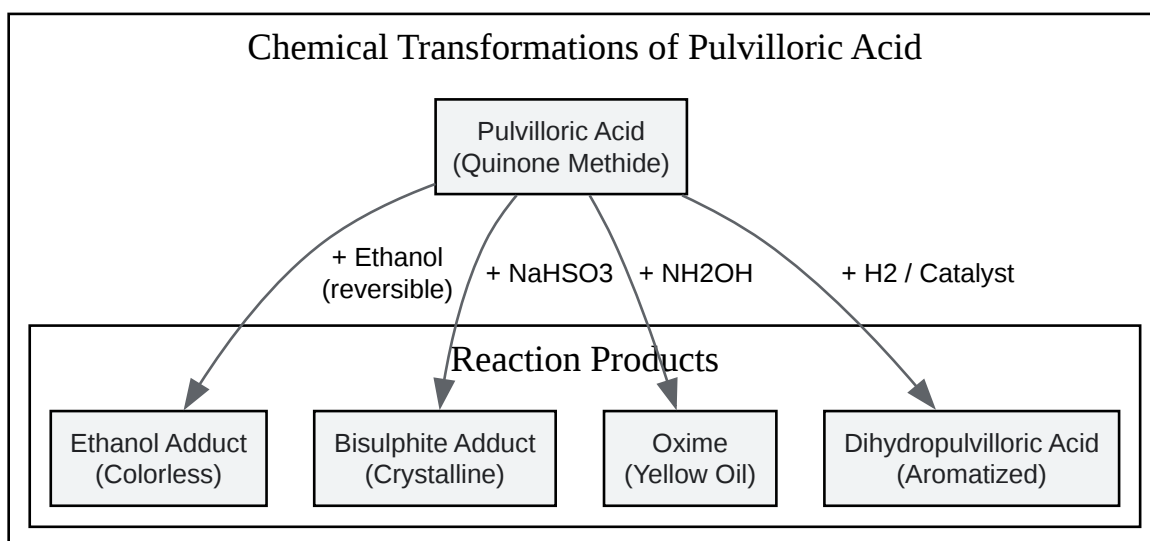 Chemical Transformations of Pulvilloric Acid
Pulvilloric Acid
(Quinone Methide)
+ Ethanol
(reversible)
+ NaHSO3
+ NH2OH
+ H2 / Catalyst
Reaction Products
Ethanol Adduct
(Colorless)
Bisulphite Adduct
(Crystalline)
Oxime
(Yellow Oil)
Dihydropulvilloric Acid
(Aromatized)